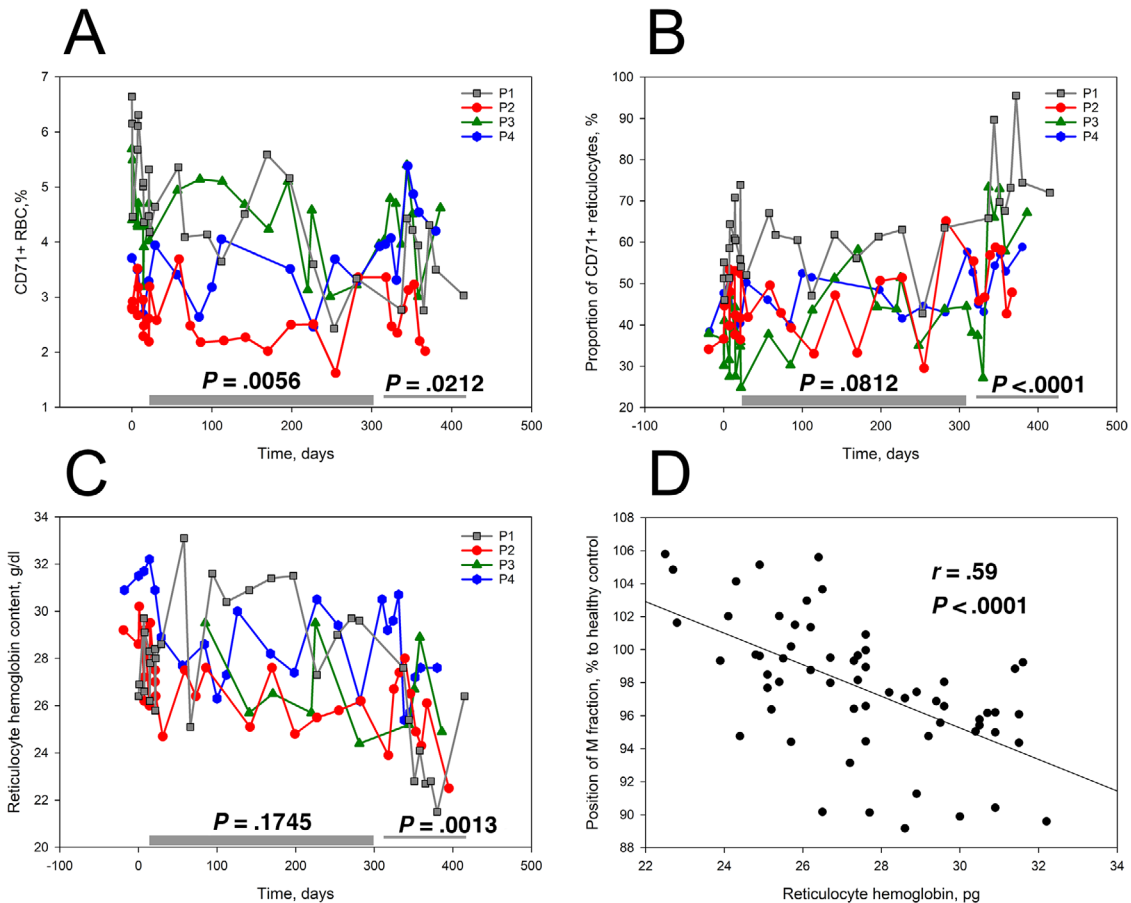 A
CD71+ RBC,%
7
6
5
4
3
2
1
P1
P2
P3
P4
P = .0056
P = .0212
0
100
200
300
400
500
Time, days
B
Proportion of CD71+ reticulocytes, %
100
90
80
70
60
50
40
30
20
P1
P2
P3
P4
P = .0812
P <.0001
-100
0
100
200
300
400
500
Time, days
C
Reticulocyte hemoglobin content, g/dl
34
32
30
28
26
24
22
20
P1
P2
P3
P4
P = .1745
P = .0013
-100
0
100
200
300
400
500
Time, days
D
Position of M fraction, % to healthy control
108
106
104
102
100
98
96
94
92
90
88
r = .59
P <.0001
22
24
26
28
30
32
34
Reticulocyte hemoglobin, pg